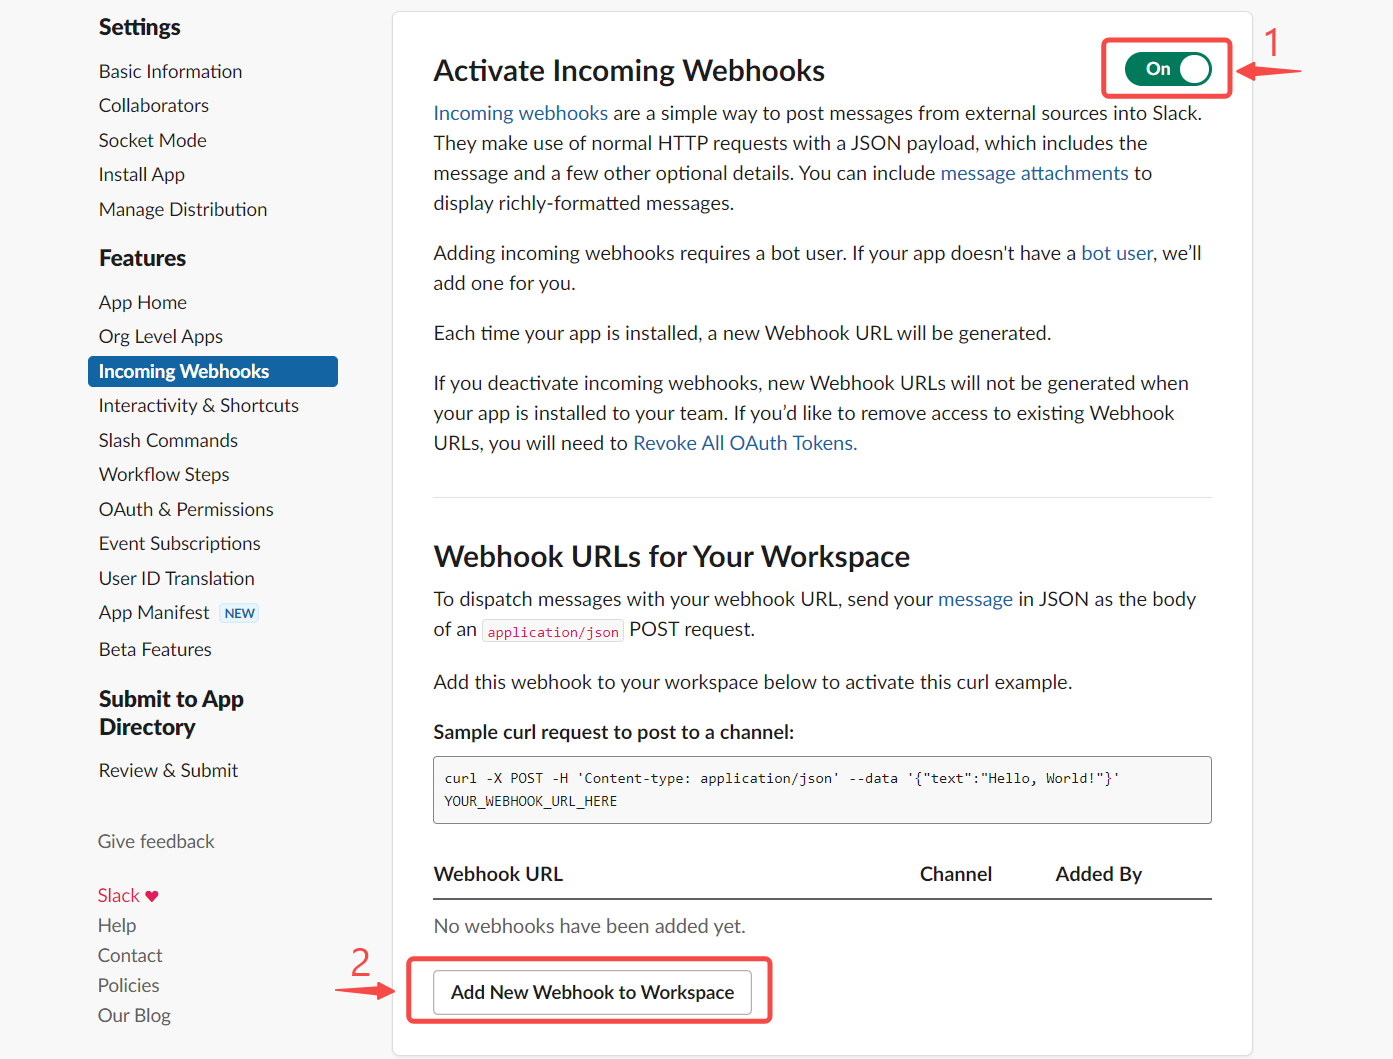 Settings
Basic Information
Collaborators
Socket Mode
Install App
Manage Distribution
Features
App Home
Org Level Apps
Incoming Webhooks
Interactivity & Shortcuts
Slash Commands
Workflow Steps
OAuth & Permissions
Event Subscriptions
User ID Translation
App Manifest NEW
Beta Features
Submit to App
Directory
Review & Submit
Give feedback
Slack ♥
Help
Contact
Policies
Our Blog
Activate Incoming Webhooks
On
1
Incoming webhooks are a simple way to post messages from external sources into Slack.
They make use of normal HTTP requests with a JSON payload, which includes the
message and a few other optional details. You can include message attachments to
display richly-formatted messages.
Adding incoming webhooks requires a bot user. If your app doesn't have a bot user, we’ll
add one for you.
Each time your app is installed, a new Webhook URL will be generated.
If you deactivate incoming webhooks, new Webhook URLs will not be generated when
your app is installed to your team. If you’d like to remove access to existing Webhook
URLs, you will need to Revoke All OAuth Tokens.
Webhook URLs for Your Workspace
To dispatch messages with your webhook URL, send your message in JSON as the body
of an application/json POST request.
Add this webhook to your workspace below to activate this curl example.
Sample curl request to post to a channel:
curl -X POST -H 'Content-type: application/json' --data '{"text":"Hello, World!"}'
YOUR_WEBHOOK_URL_HERE
Webhook URL Channel Added By
No webhooks have been added yet.
2
Add New Webhook to Workspace